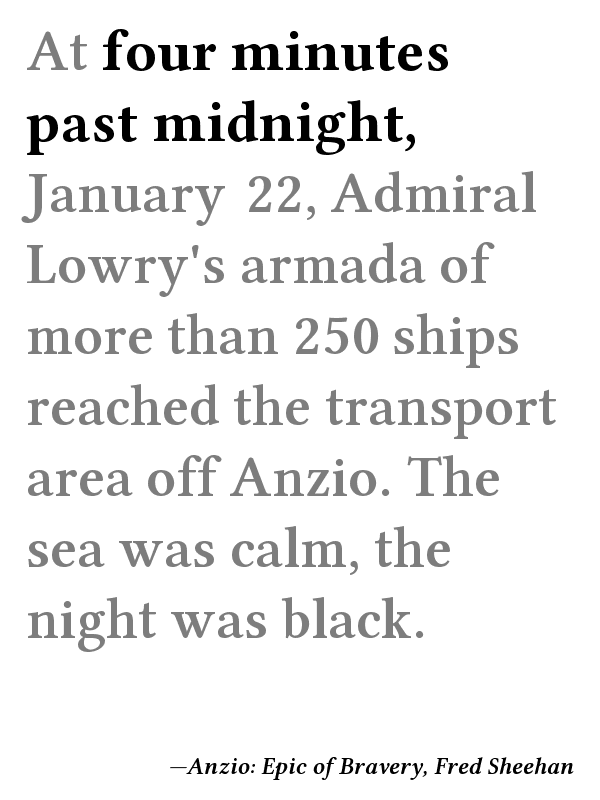 At four minutes
past midnight,
January 22, Admiral
Lowry's armada of
more than 250 ships
reached the transport
area off Anzio. The
sea was calm, the
night was black.
—Anzio: Epic of Bravery, Fred Sheehan